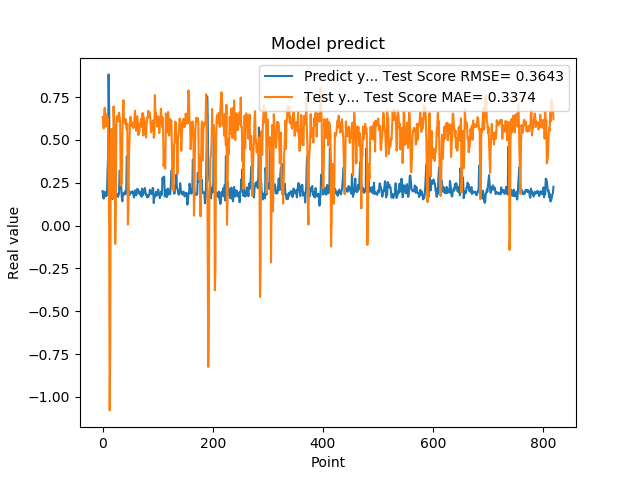 Model predict
Predict y... Test Score RMSE= 0.3643
Test y... Test Score MAE= 0.3374
0.75
0.50
0.25
0.00
−0.25
−0.50
−0.75
−1.00
Real value
0 200 400 600 800
Point